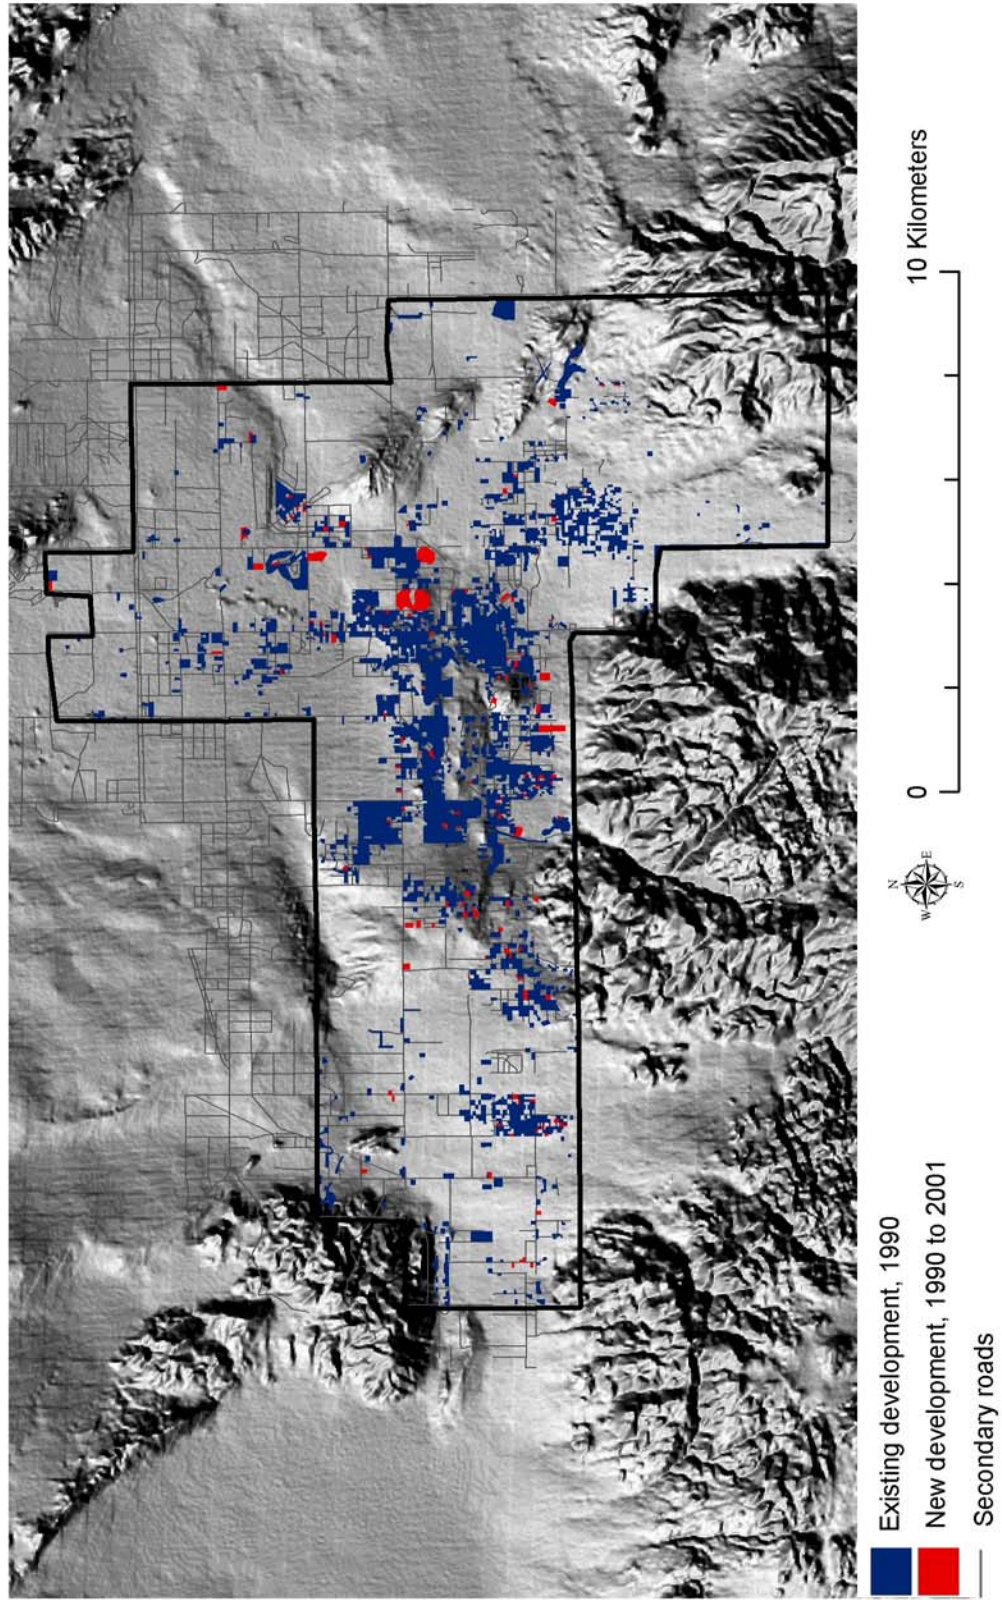 Existing development, 1990
New development, 1990 to 2001
Secondary roads
N
W
E
S
0
10 Kilometers